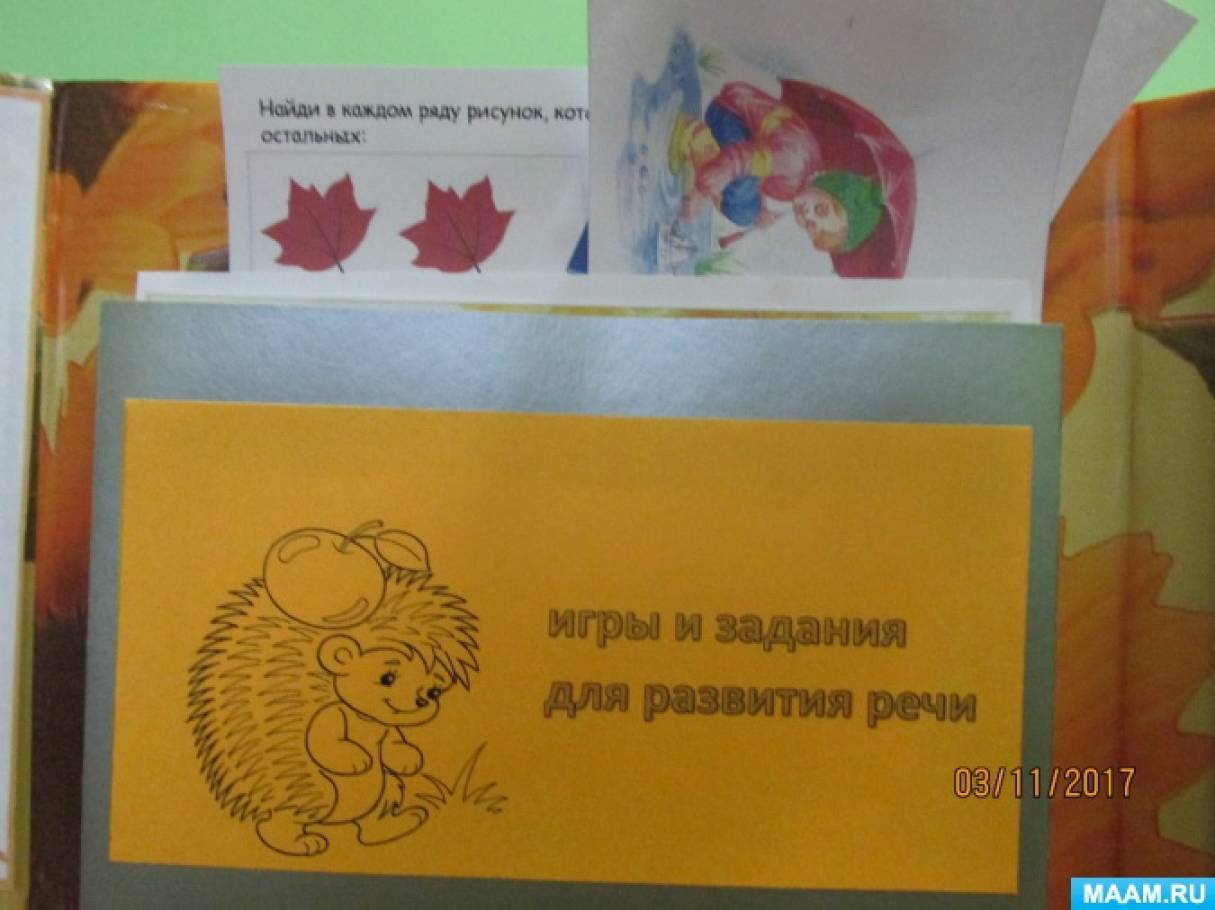 Найди в каждом ряду рисунок, кото
остальных:
игры и задания
для развития речи
03/11/2017
MAAM.RU